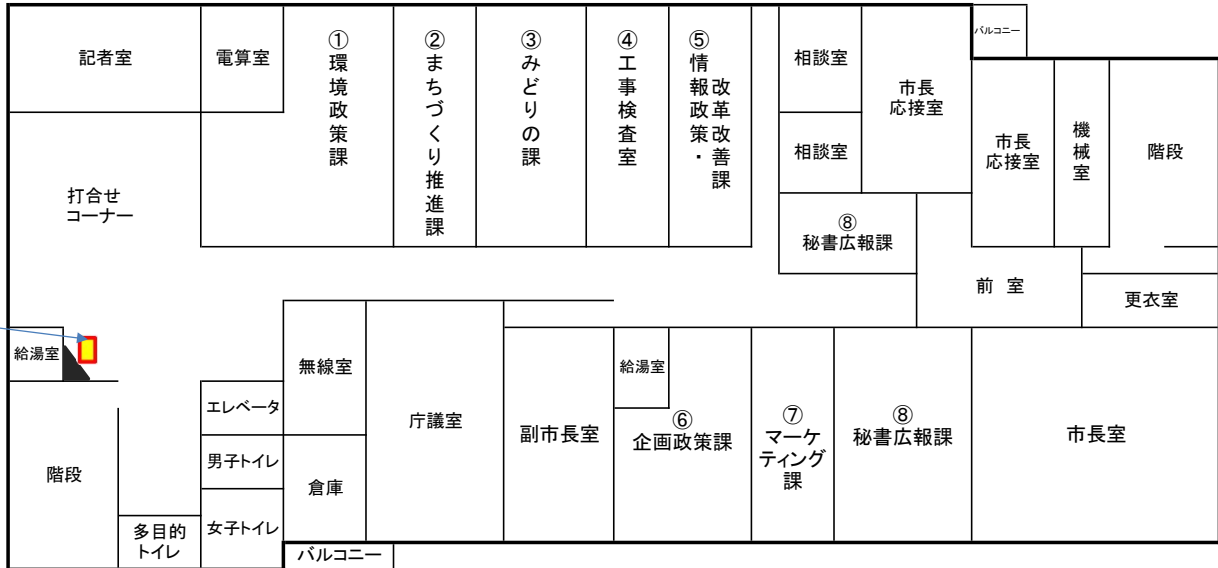 記者室
電算室
①
環境政策課
②
まちづくり推進課
③
みどりの課
④
工事検査室
⑤
情報政策・
改革改善課
相談室
相談室
市長
応接室
バルコニー
市長
応接室
機械室
階段
打合せ
コーナー
⑧
秘書広報課
前 室
更衣室
給湯室
無線室
庁議室
副市長室
給湯室
⑥
企画政策課
⑦
マーケ
ティング
課
⑧
秘書広報課
市長室
エレベータ
男子トイレ
女子トイレ
階段
多目的
トイレ
倉庫
バルコニー